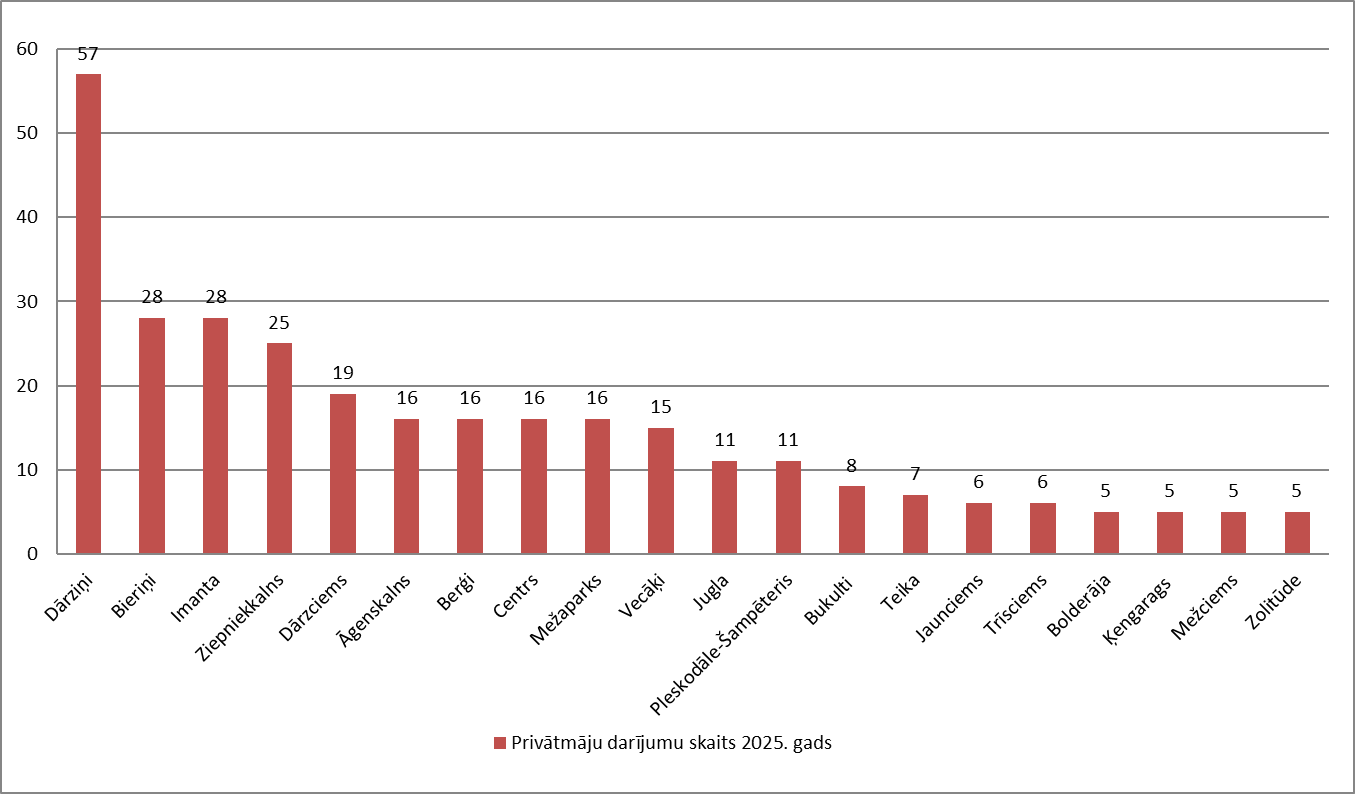 60
50
40
30
20
10
0
57
28
28
25
19
16
16
16
16
15
11
11
8
7
6
6
5
5
5
5
Dārziņi
Bieriņi
Imanta
Ziepniekkalns
Dārzciems
Āgenskalns
Berģi
Centrs
Mežaparks
Vecāķi
Jugla
Pleskodāle-Šampēteris
Bukulti
Teika
Jaunciems
Trīsciems
Bolderāja
Ķengarags
Mežciems
Zolitūde
Privātmāju darījumu skaits 2025. gads